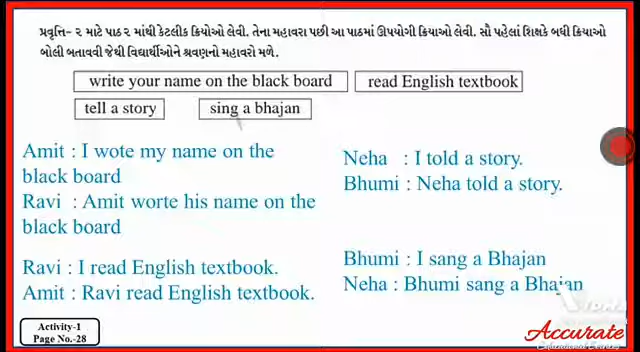 પ્રવૃત્તિ- ૨ માટે પાઠ ૨ માંથી કેટલીક ક્રિયોઓ લેવી. તેના મહાવરા પછી આ પાઠમાં ઊપયોગી ક્રિયાઓ લેવી. સૌ પહેલાં શિક્ષકે બધી ક્રિયાઓ
બોલી બતાવવી જેથી વિદ્યાર્થીઓને શ્રવણનો મહાવરો મળે.
write your name on the black board read English textbook
tell a story sing a bhajan
Amit : I wote my name on the
black board
Ravi : Amit worte his name on the
black board
Neha : I told a story.
Bhumi : Neha told a story.
Ravi : I read English textbook.
Amit : Ravi read English textbook.
Bhumi : I sang a Bhajan
Neha : Bhumi sang a Bhajan
Activity-1
Page No.-28
Accurate